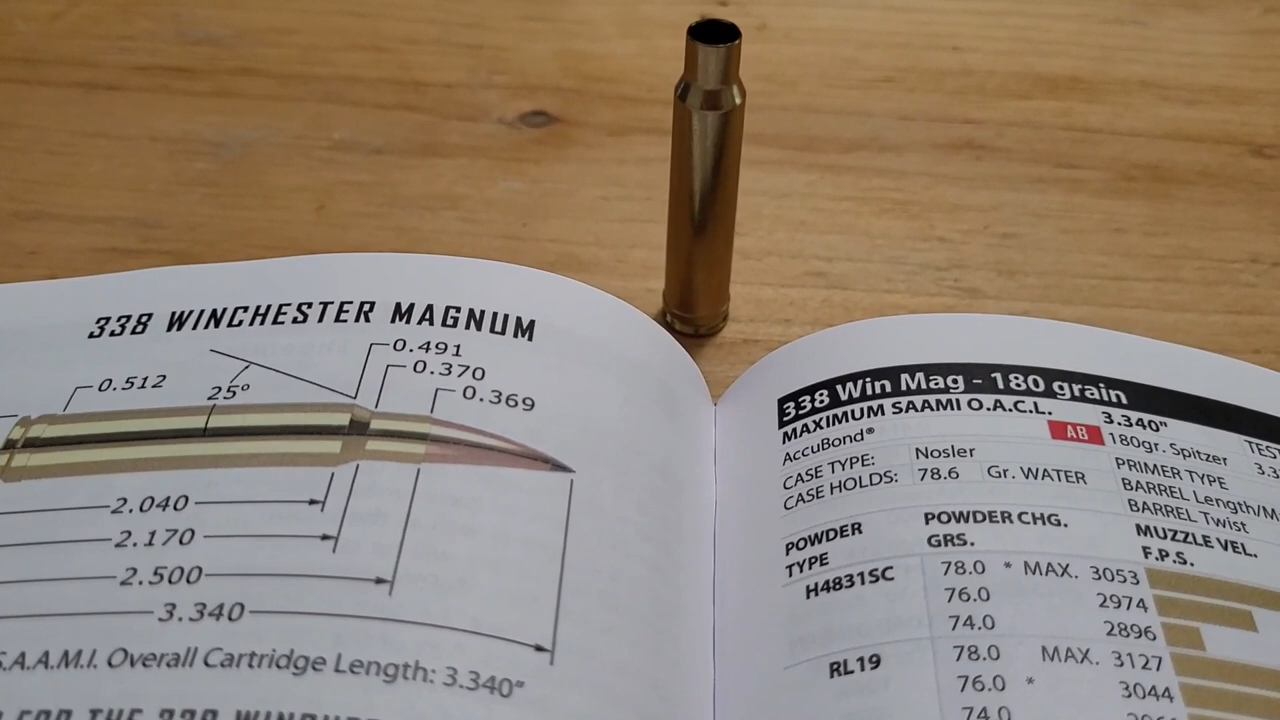 338 WINCHESTER MAGNUM
0.491
0.370
0.369
0.512
25°
2.040
2.170
2.500
3.340
S.A.A.M.I. Overall Cartridge Length: 3.340"
FOR THE 338
338 Win Mag - 180 grain
MAXIMUM SAAMI O.A.C.L. 3.340"
AccuBond® AB 180gr. Spitzer
CASE TYPE: Nosler PRIMER TYPE
CASE HOLDS: 78.6 Gr. WATER BARREL
BARREL Twist
POWDER TYPE POWDER CHG. GRS. MUZZLE VEL. F.P.S.
H4831SC 78.0 * MAX. 3053
76.0 2974
74.0 2896
RL19 78.0 MAX. 3127
76.0 * 3044
74.0